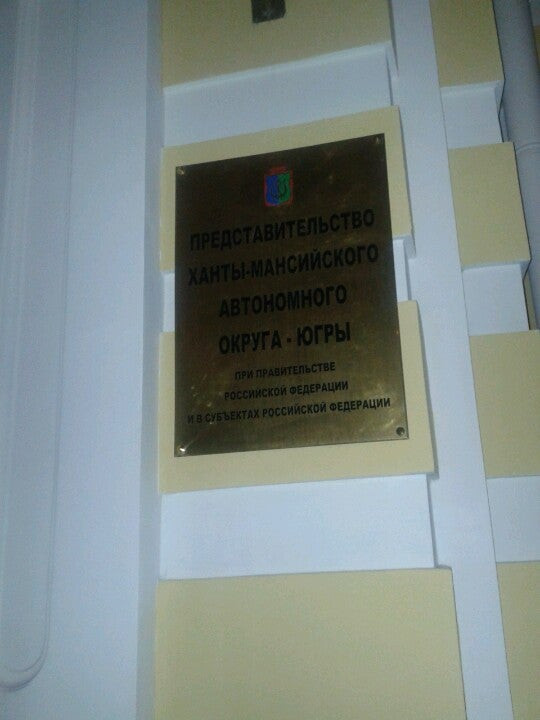 ПРЕДСТАВИТЕЛЬСТВО
ХАНТЫ-МАНСИЙСКОГО
АВТОНОМНОГО
ОКРУГА - ЮГРЫ
ПРИ ПРАВИТЕЛЬСТВЕ
РОССИЙСКОЙ ФЕДЕРАЦИИ
И В СУБЪЕКТАХ РОССИЙСКОЙ ФЕДЕРАЦИИ